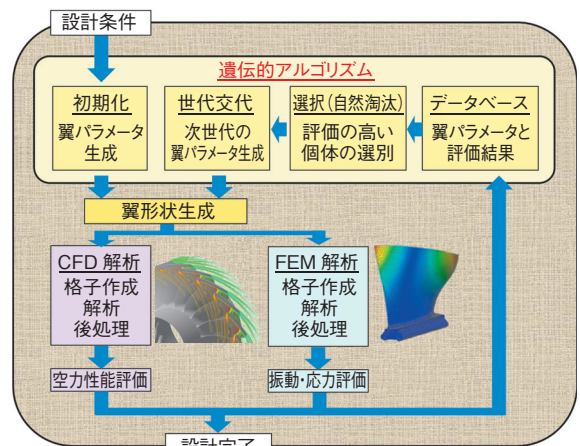 設計条件
遺伝的アルゴリズム
初期化
翼パラメータ
生成
世代交代
次世代の
翼パラメータ生成
選択(自然淘汰)
評価の高い
個体の選別
データベース
翼パラメータと
評価結果
翼形状生成
CFD 解析
格子作成
解析
後処理
FEM 解析
格子作成
解析
後処理
空力性能評価
振動・応力評価
設計完了